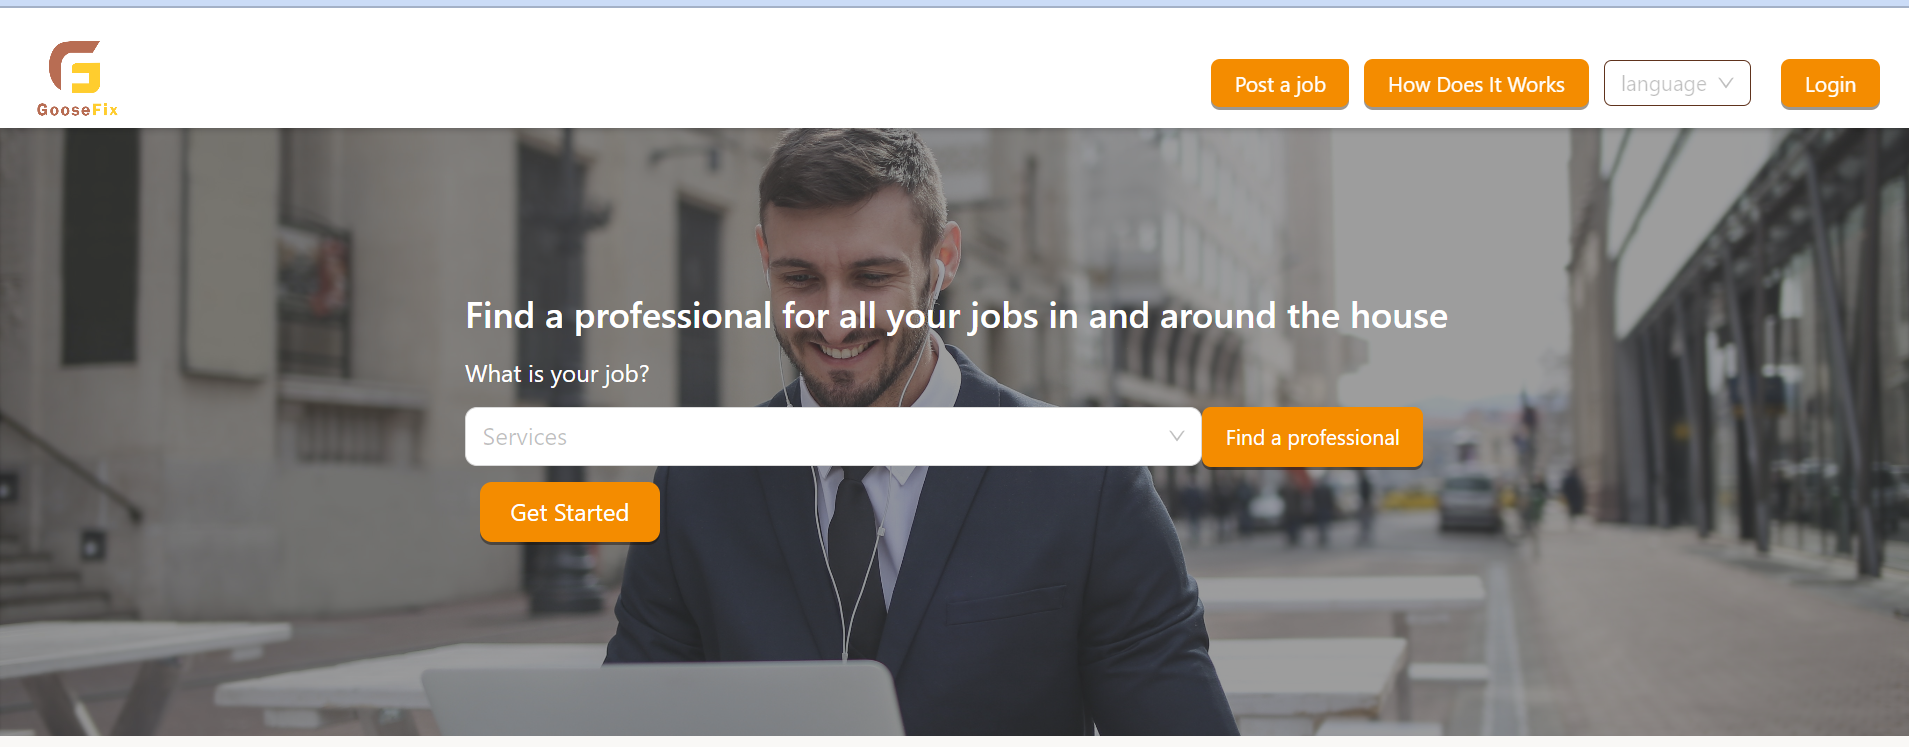 GooseFix
Post a job
How Does It Works
language
Login
Find a professional for all your jobs in and around the house
What is your job?
Services
Find a professional
Get Started